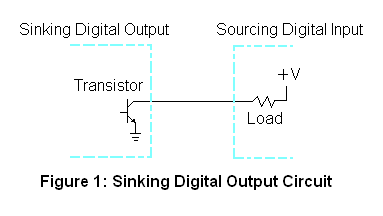 Sinking Digital Output
Sourcing Digital Input
+V
Transistor
Load
Figure 1: Sinking Digital Output Circuit